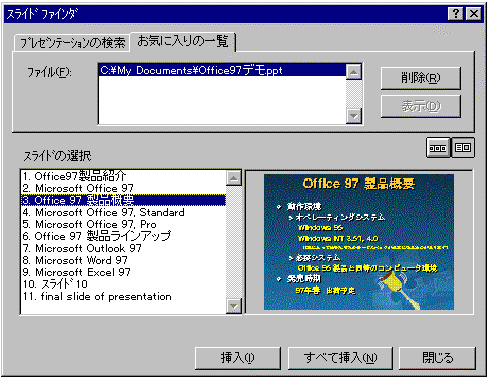 ｽﾗｲﾄﾞ ﾌｧｲﾝﾀﾞ
ﾌﾟﾚｾﾞﾝﾃｰｼｮﾝの検索 お気に入りの一覧
ファイル(F):
C:¥My Documents¥Office97デモ.ppt
削除(R)
表示(D)
スライドの選択
1. Office97製品紹介
2. Microsoft Office 97
3. Office 97 製品概要
4. Microsoft Office 97, Standard
5. Microsoft Office 97, Pro
6. Office 97 製品ラインアップ
7. Microsoft Outlook 97
8. Microsoft Word 97
9. Microsoft Excel 97
10. ｽﾗｲﾄﾞ10
11. final slide of presentation
Office 97 製品概要
動作環境
オペレーティングシステム
Windows 95
Windows NT 3.51, 4.0
必要システム
Office 95 製品と同等のコンピュータ環境
発売時期
97年春 出荷予定
挿入(I)
すべて挿入(N)
閉じる